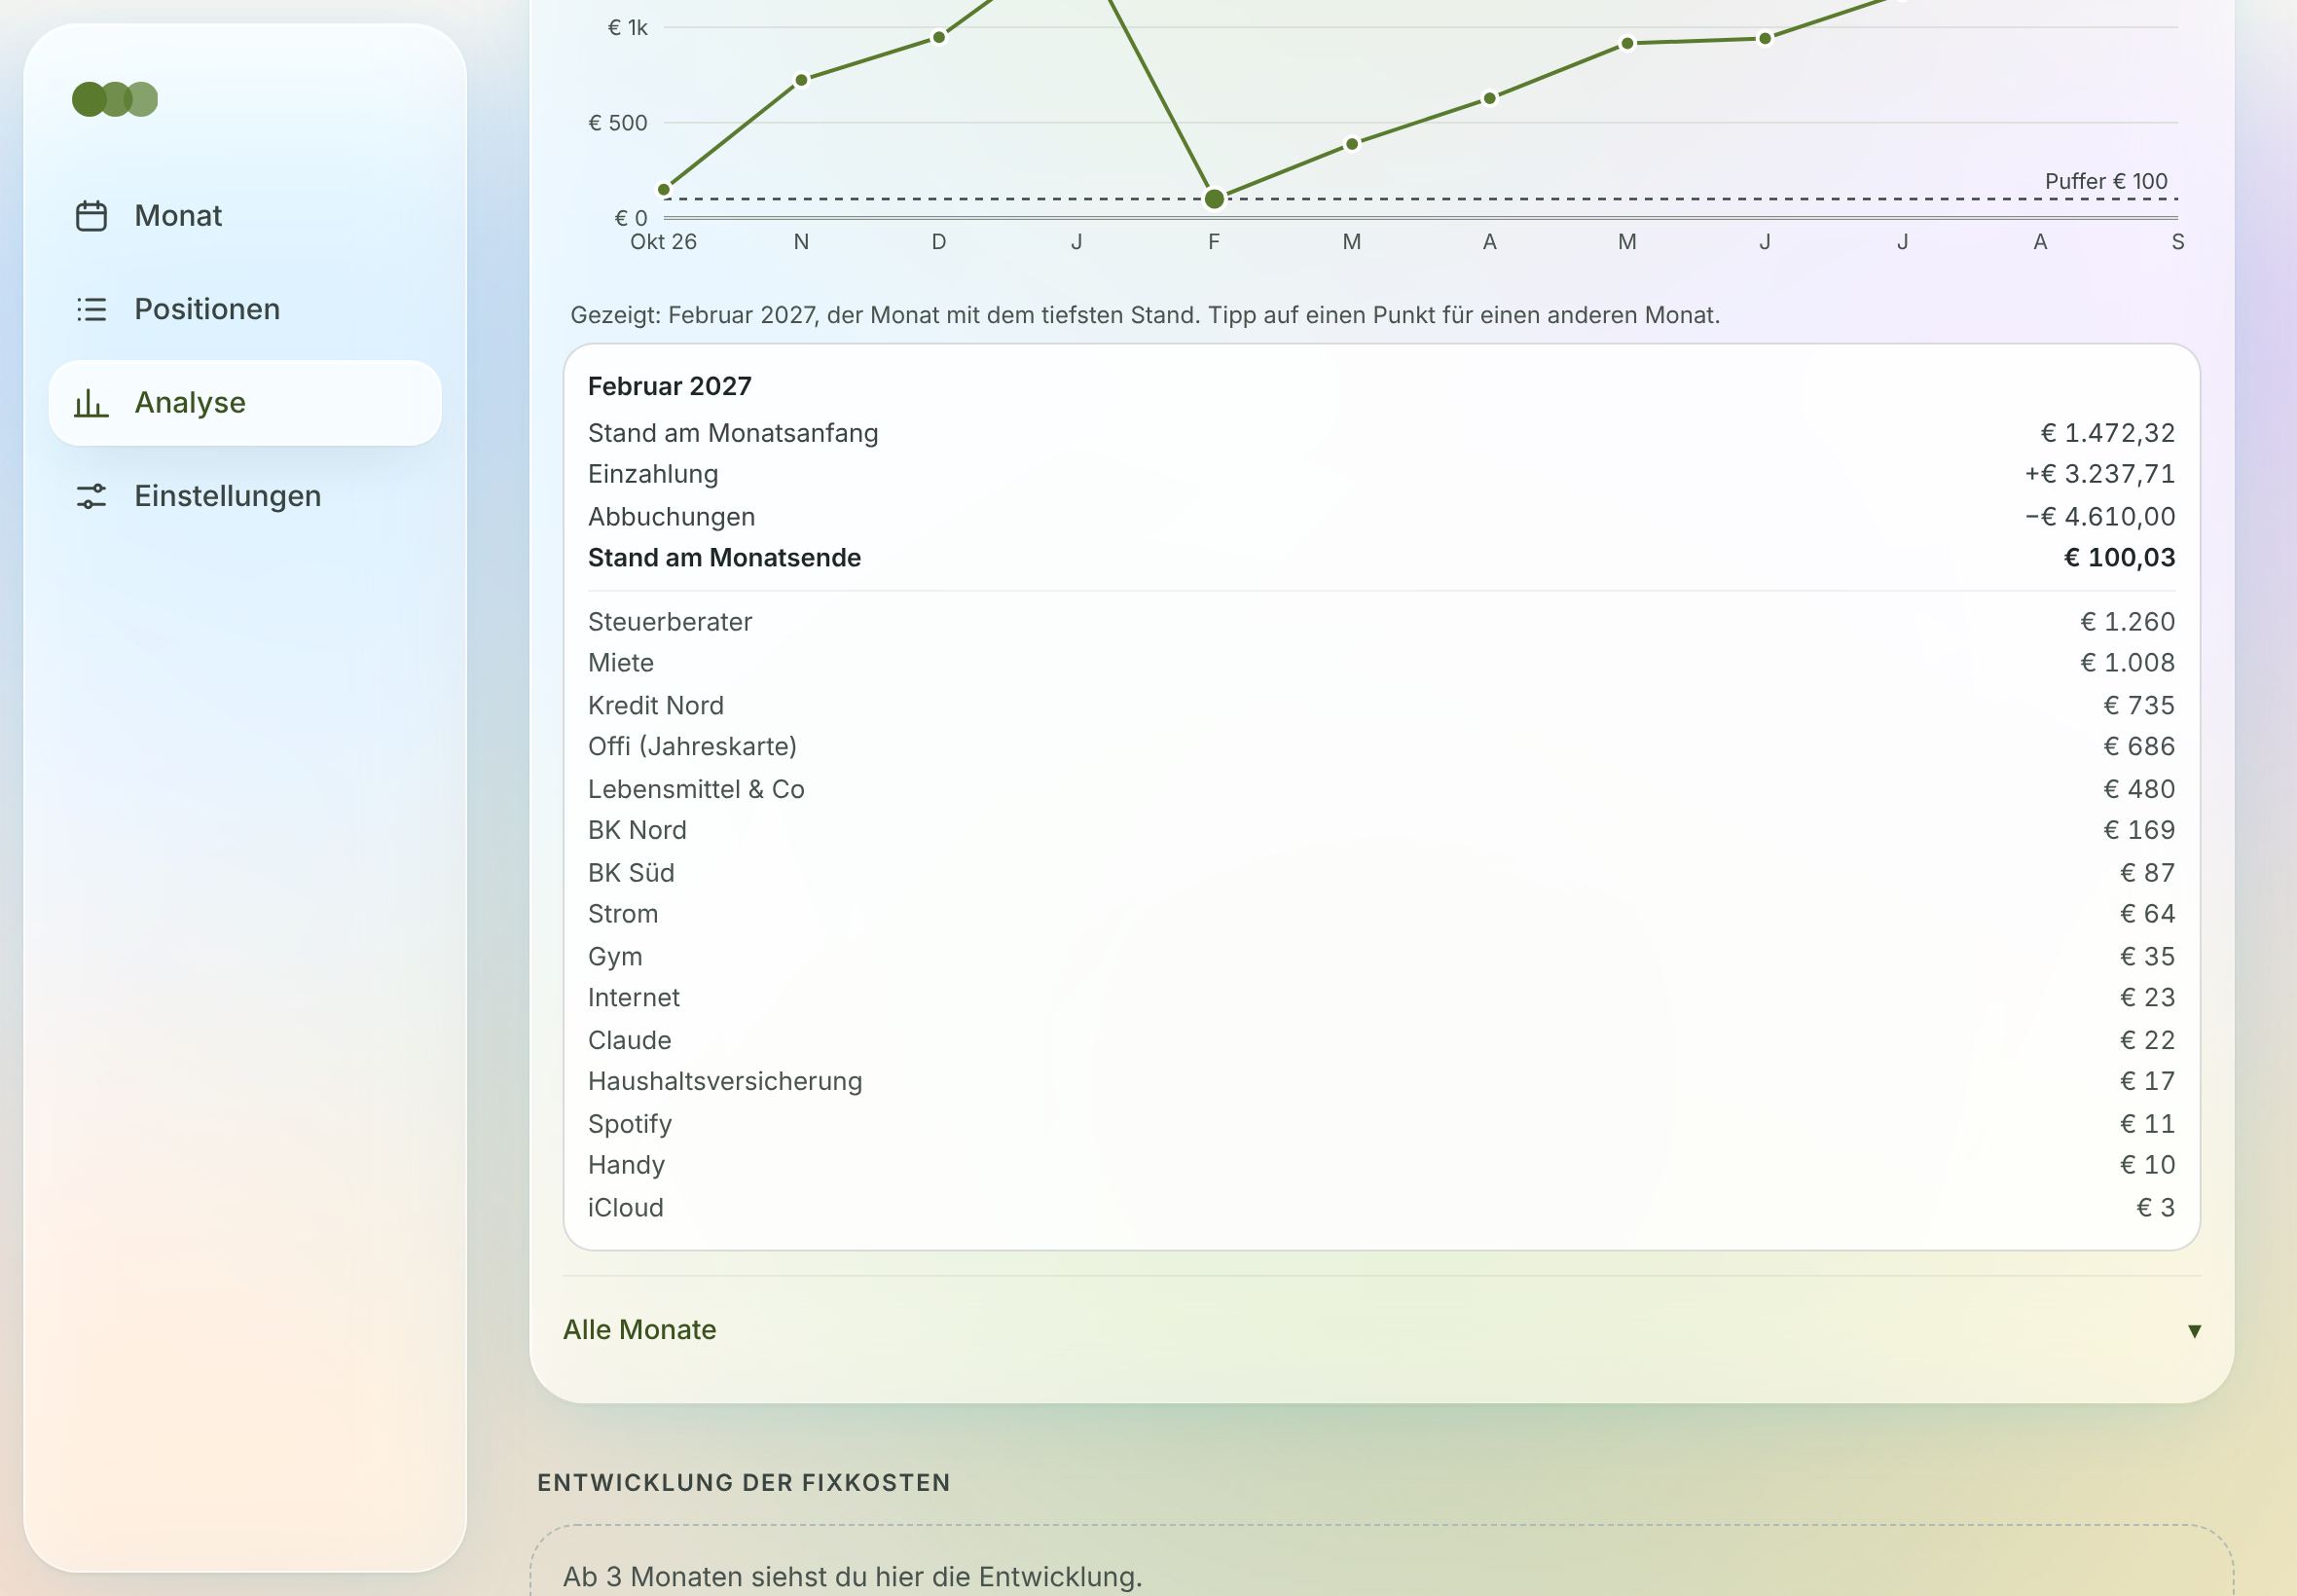 Monat
Positionen
Analyse
Einstellungen
€ 1k
€ 500
Puffer € 100
€ 0
Okt 26 N D J F M A M J J A S
Gezeigt: Februar 2027, der Monat mit dem tiefsten Stand. Tipp auf einen Punkt für einen anderen Monat.
Februar 2027
Stand am Monatsanfang € 1.472,32
Einzahlung +€ 3.237,71
Abbuchungen −€ 4.610,00
Stand am Monatsende € 100,03
Steuerberater € 1.260
Miete € 1.008
Kredit Nord € 735
Offi (Jahreskarte) € 686
Lebensmittel & Co € 480
BK Nord € 169
BK Süd € 87
Strom € 64
Gym € 35
Internet € 23
Claude € 22
Haushaltsversicherung € 17
Spotify € 11
Handy € 10
iCloud € 3
Alle Monate ▼
ENTWICKLUNG DER FIXKOSTEN
Ab 3 Monaten siehst du hier die Entwicklung.